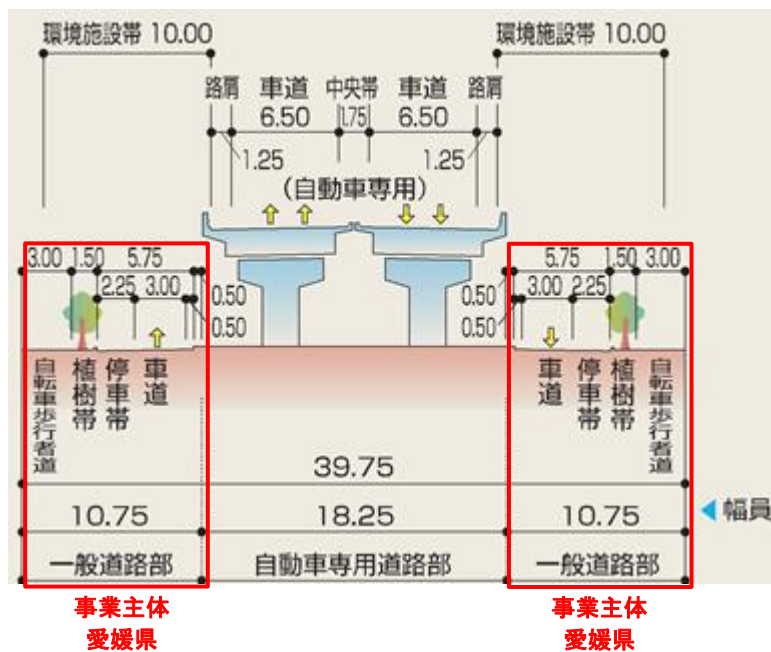 環境施設帯 10.00
環境施設帯 10.00
路肩 車道 中央帯 車道 路肩
6.50 1.75 6.50
1.25 1.25
(自動車専用)
3.00 1.50 5.75
5.75 1.50 3.00
2.25 3.00 0.50
0.50 3.00 2.25
0.50
0.50
自転車歩行者道
植樹帯
停車帯
車道
車道
停車帯
植樹帯
自転車歩行者道
39.75
10.75 18.25 10.75 幅員
一般道路部 自動車専用道路部 一般道路部
事業主体
愛媛県
事業主体
愛媛県